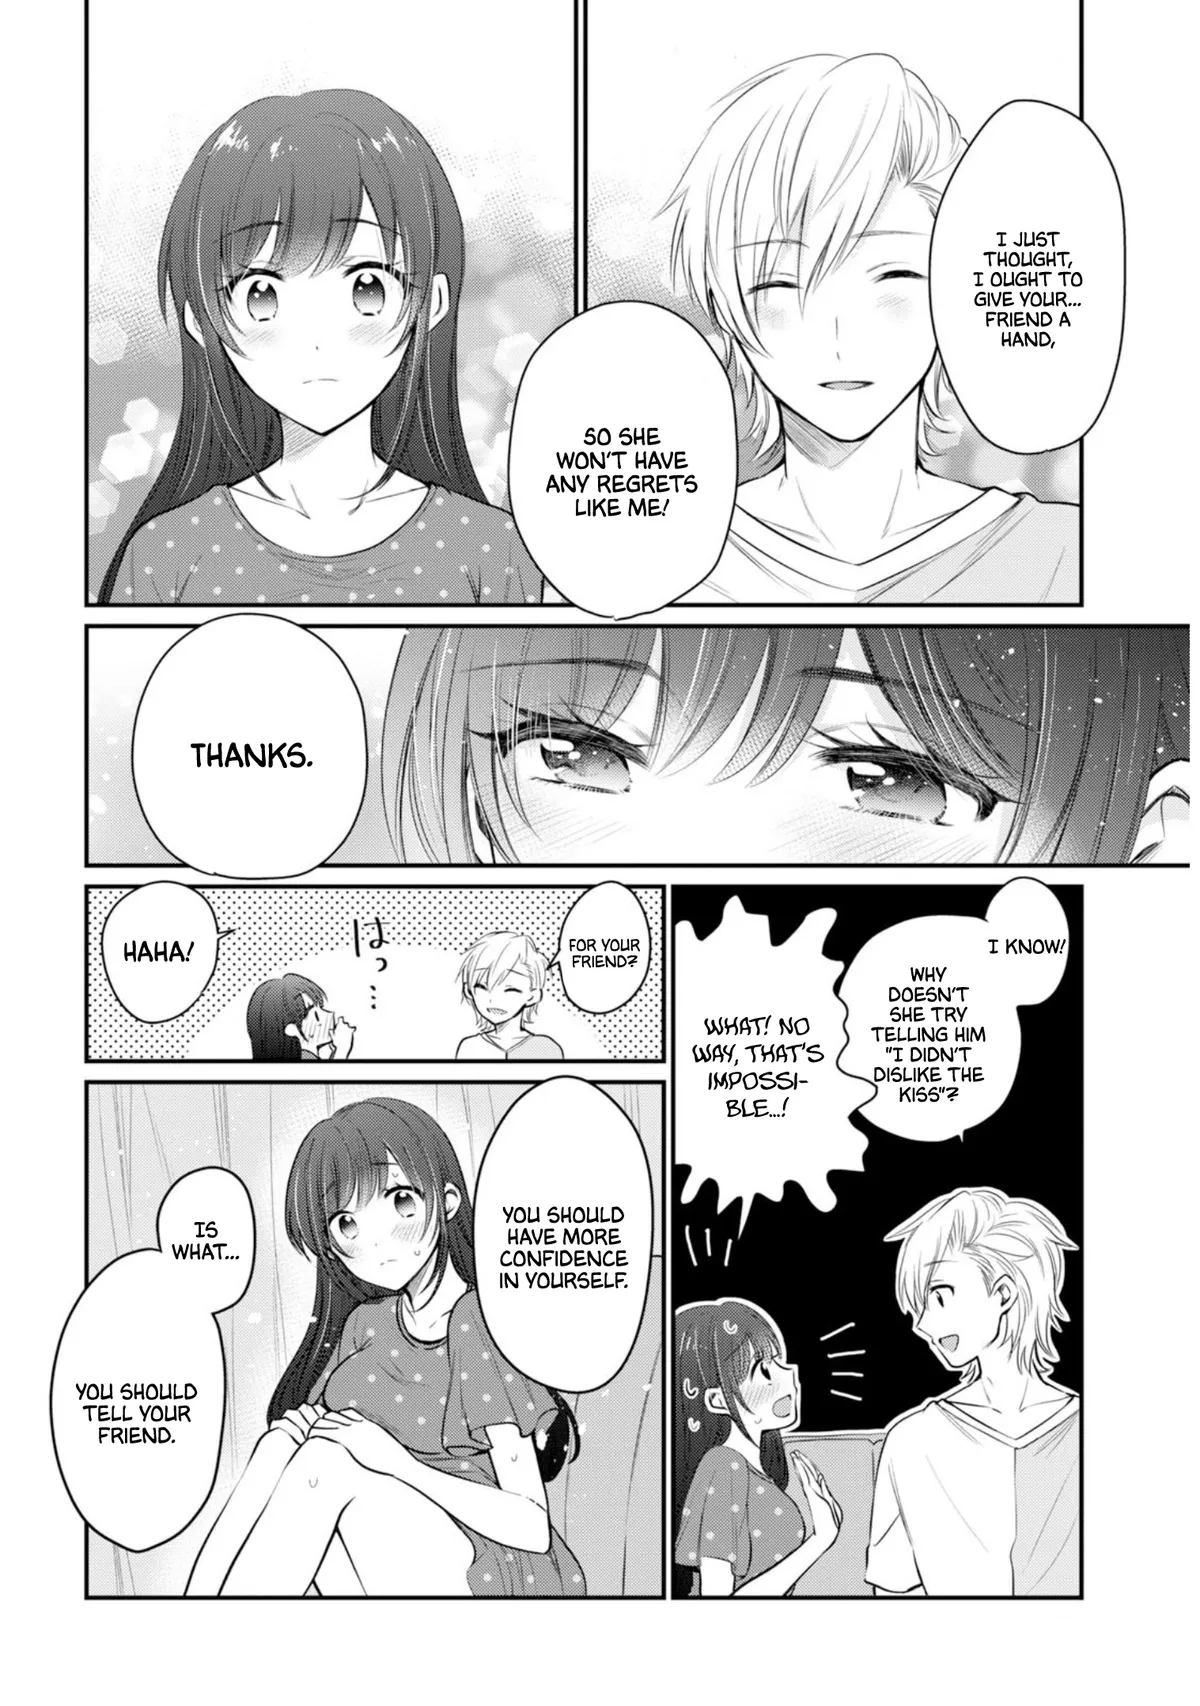 I JUST
THOUGHT,
I OUGHT TO
GIVE YOUR...
FRIEND A
HAND,
SO SHE
WON'T HAVE
ANY REGRETS
LIKE ME!
THANKS.
I KNOW!
WHY
DOESN'T
SHE TRY
TELLING HIM
"I DIDN'T
DISLIKE THE
KISS"?
WHAT! NO
WAY, THAT'S
IMPOSSI-
BLE...!
FOR YOUR
FRIEND?
はっ…
HAHA!
YOU SHOULD
HAVE MORE
CONFIDENCE
IN YOURSELF.
IS
WHAT...
YOU SHOULD
TELL YOUR
FRIEND.